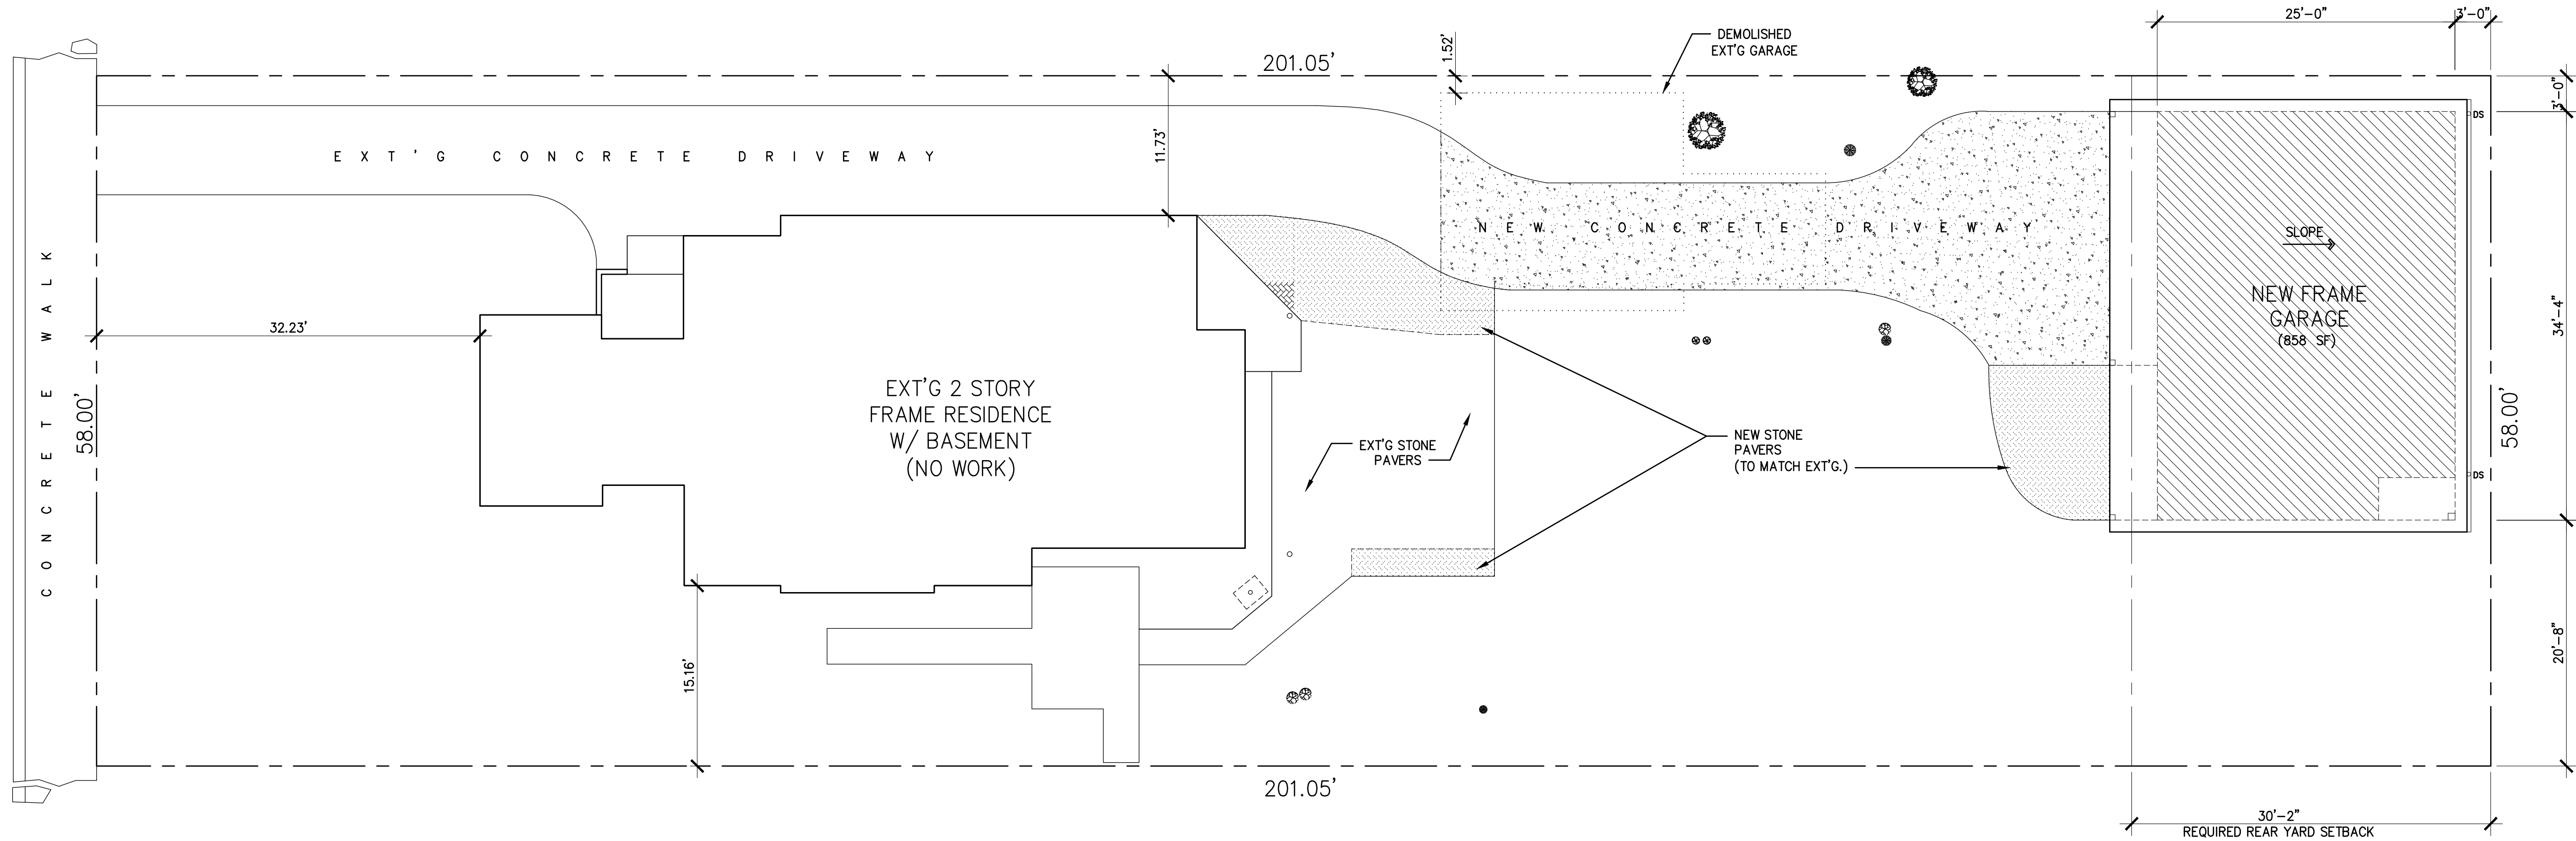 25'-0"
3'-0"
DEMOLISHED
EXT'G GARAGE
1.52'
201.05'
3'-0"
DS
11.73'
EXT'G CONCRETE DRIVEWAY
NEW CONCRETE DRIVEWAY
SLOPE
NEW FRAME
GARAGE
(858 SF)
34'-4"
CONCRETE WALK
32.23'
58.00'
EXT'G 2 STORY
FRAME RESIDENCE
W/ BASEMENT
(NO WORK)
EXT'G STONE
PAVERS
NEW STONE
PAVERS
(TO MATCH EXT'G.)
58.00'
DS
15.16'
20'-8"
201.05'
30'-2"
REQUIRED REAR YARD SETBACK